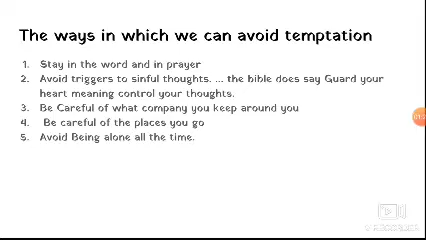 The ways in which we can avoid temptation
1. Stay in the word and in prayer
2. Avoid triggers to sinful thoughts. ... the bible does say Guard your
heart meaning control your thoughts.
3. Be Careful of what company you keep around you
4. Be careful of the places you go
5. Avoid Being alone all the time.